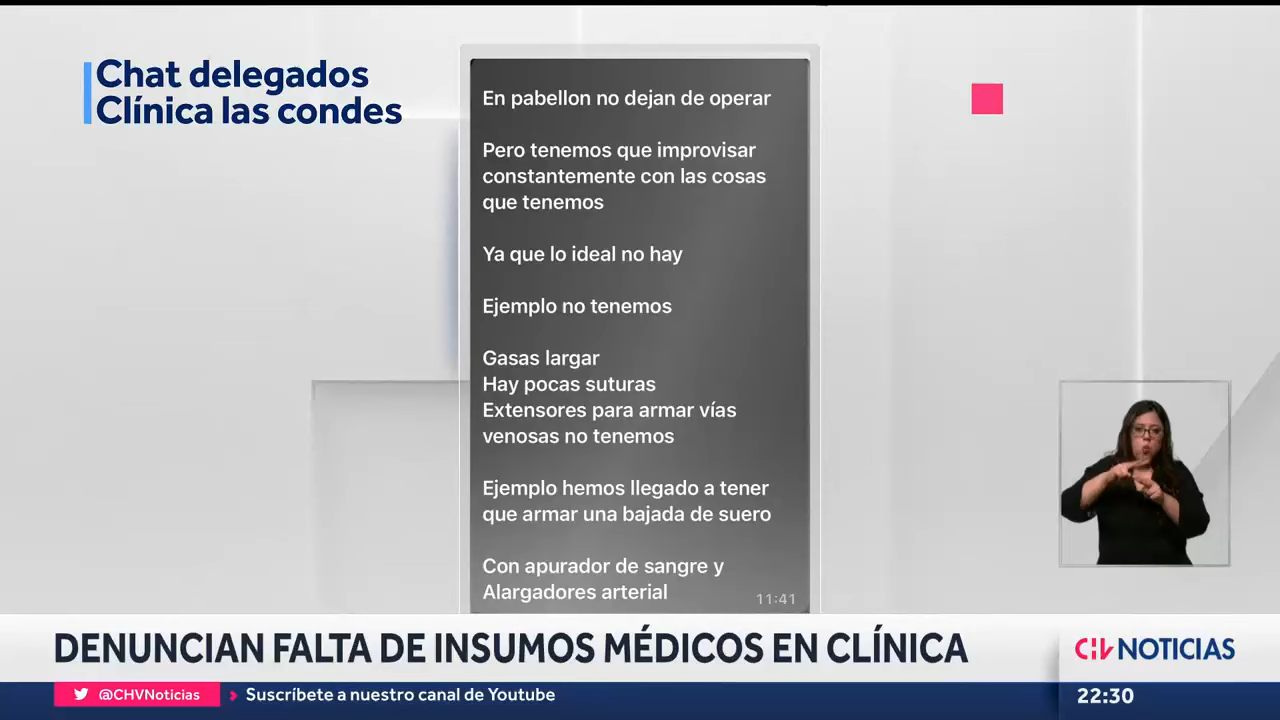 Chat delegados
Clínica las condes
En pabellon no dejan de operar
Pero tenemos que improvisar
constantemente con las cosas
que tenemos
Ya que lo ideal no hay
Ejemplo no tenemos
Gasas largar
Hay pocas suturas
Extensores para armar vías
venosas no tenemos
Ejemplo hemos llegado a tener
que armar una bajada de suero
Con apurador de sangre y
Alargadores arterial
11:41
DENUNCIAN FALTA DE INSUMOS MÉDICOS EN CLÍNICA
CHV NOTICIAS
@CHVNoticias
Suscríbete a nuestro canal de Youtube
22:30